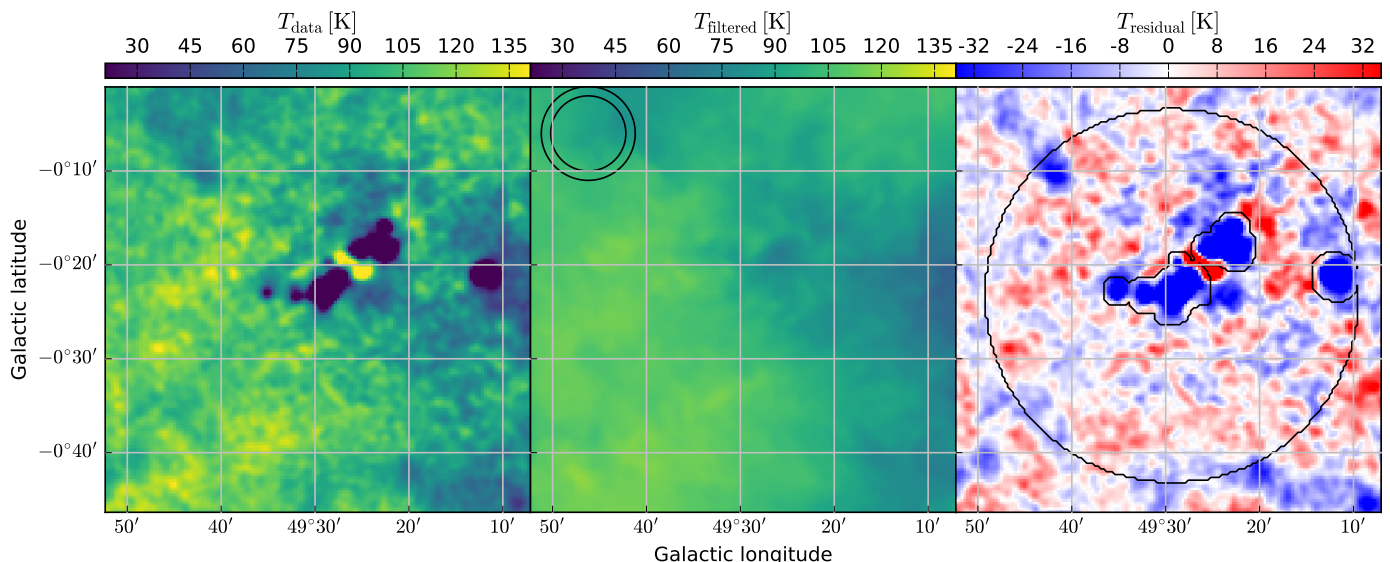 T_data [K] T_filtered [K] T_residual [K]
30 45 60 75 90 105 120 135 30 45 60 75 90 105 120 135 -32 -24 -16 -8 0 8 16 24 32
−0°10′
−0°20′
−0°30′
−0°40′
Galactic latitude
50′ 40′ 49°30′ 20′ 10′ 50′ 40′ 49°30′ 20′ 10′ 50′ 40′ 49°30′ 20′ 10′
Galactic longitude